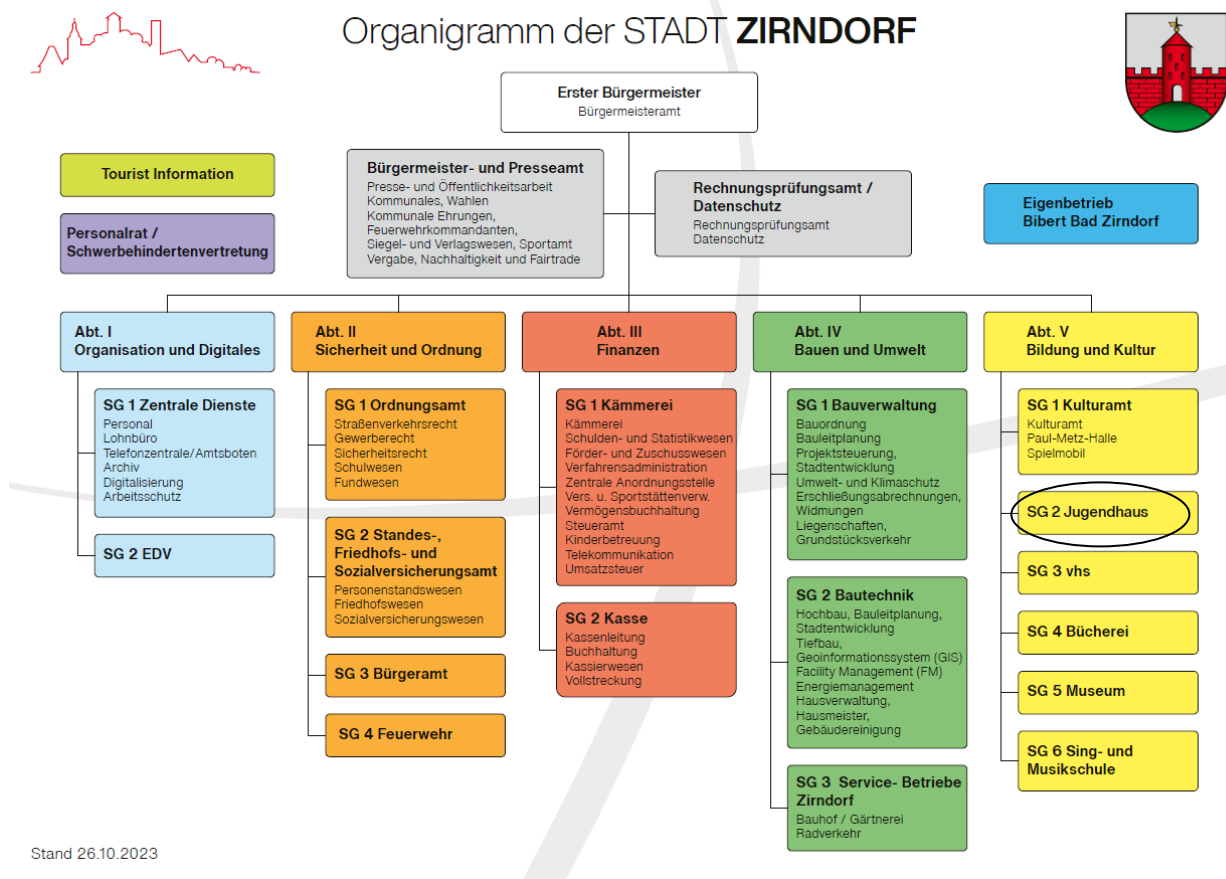 Organigramm der STADT ZIRNDORF
Erster Bürgermeister
Bürgermeisteramt
Tourist Information
Personalrat /
Schwerbehindertenvertretung
Bürgermeister- und Presseamt
Presse- und Öffentlichkeitsarbeit
Kommunales, Wahlen
Kommunale Ehrungen,
Feuerwehrkommandanten,
Siegel- und Verlagswesen, Sportamt
Vergabe, Nachhaltigkeit und Fairtrade
Rechnungsprüfungsamt /
Datenschutz
Rechnungsprüfungsamt
Datenschutz
Eigenbetrieb
Bibert Bad Zirndorf
Abt. I
Organisation und Digitales
SG 1 Zentrale Dienste
Personal
Lohnbüro
Telefonzentrale/Amtsboten
Archiv
Digitalisierung
Arbeitsschutz
SG 2 EDV
Abt. II
Sicherheit und Ordnung
SG 1 Ordnungsamt
Straßenverkehrsrecht
Gewerberecht
Sicherheitsrecht
Schulwesen
Fundwesen
SG 2 Standes-,
Friedhofs- und
Sozialversicherungsamt
Personenstandswesen
Friedhofswesen
Sozialversicherungswesen
SG 3 Bürgeramt
SG 4 Feuerwehr
Abt. III
Finanzen
SG 1 Kämmerei
Kämmerei
Schulden- und Statistikwesen
Förder- und Zuschusswesen
Verfahrensadministration
Zentrale Anordnungsstelle
Vers. u. Sportstättenverw.
Vermögensbuchhaltung
Steueramt
Kinderbetreuung
Telekommunikation
Umsatzsteuer
SG 2 Kasse
Kassenleitung
Buchhaltung
Kassierwesen
Vollstreckung
Abt. IV
Bauen und Umwelt
SG 1 Bauverwaltung
Bauordnung
Bauleitplanung
Projektsteuerung,
Stadtentwicklung
Umwelt- und Klimaschutz
Erschließungsabrechnungen,
Widmungen
Liegenschaften,
Grundstücksverkehr
SG 2 Bautechnik
Hochbau, Bauleitplanung,
Stadtentwicklung
Tiefbau,
Geoinformationssystem (GIS)
Facility Management (FM)
Energiemanagement
Hausverwaltung,
Hausmeister,
Gebäudereinigung
SG 3 Service- Betriebe
Zirndorf
Bauhof / Gärtnerei
Radverkehr
Abt. V
Bildung und Kultur
SG 1 Kulturamt
Kulturamt
Paul-Metz-Halle
Spielmobil
SG 2 Jugendhaus
SG 3 vhs
SG 4 Bücherei
SG 5 Museum
SG 6 Sing- und
Musikschule
Stand 26.10.2023